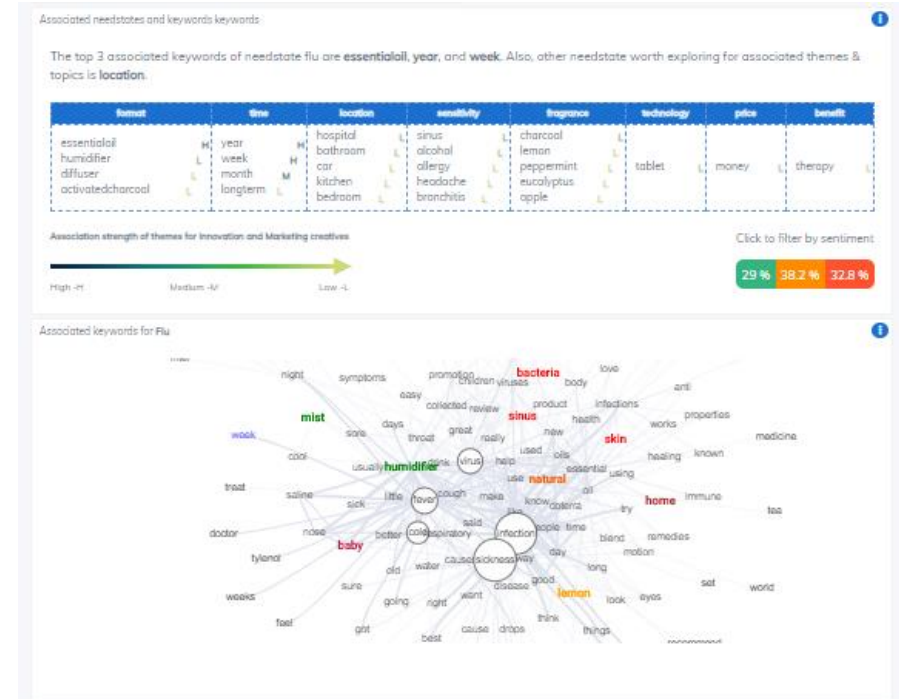 Associated needstates and keywords keywords
The top 3 associated keywords of needstate flu are essentialoil, year, and week. Also, other needstate worth exploring for associated themes &
topics is location.
format time location sensitivity fragrance technology price benefit
essentialoil H
humidifier L
diffuser L
activatedcharcoal L
year H
week H
month M
longterm L
hospital L
bathroom L
car L
kitchen L
bedroom L
sinus L
alcohol L
allergy L
headache L
bronchitis L
charcoal L
lemon L
peppermint L
eucalyptus L
apple L
tablet L
money L
therapy L
Association strength of themes for Innovation and Marketing creatives
High -H Medium -M Low -L
Click to filter by sentiment
29 % 38.2 % 32.8 %
Associated keywords for Flu
night symptoms promotion children viruses bacteria body love anti
easy collected review product infections
mist days great sinus health works properties
week sore throat really new skin medicine
cool usually humidifier drink virus help used oils essential using healing known
treat saline sick little fever cough make use natural oil home immune
know doterra try tea
doctor nose better cold said infection people time blend remedies
baby tylenol old water cause sickness way day motion
sure disease good long set world
weeks going right want lemon look eyes
feel got best cause drops think things